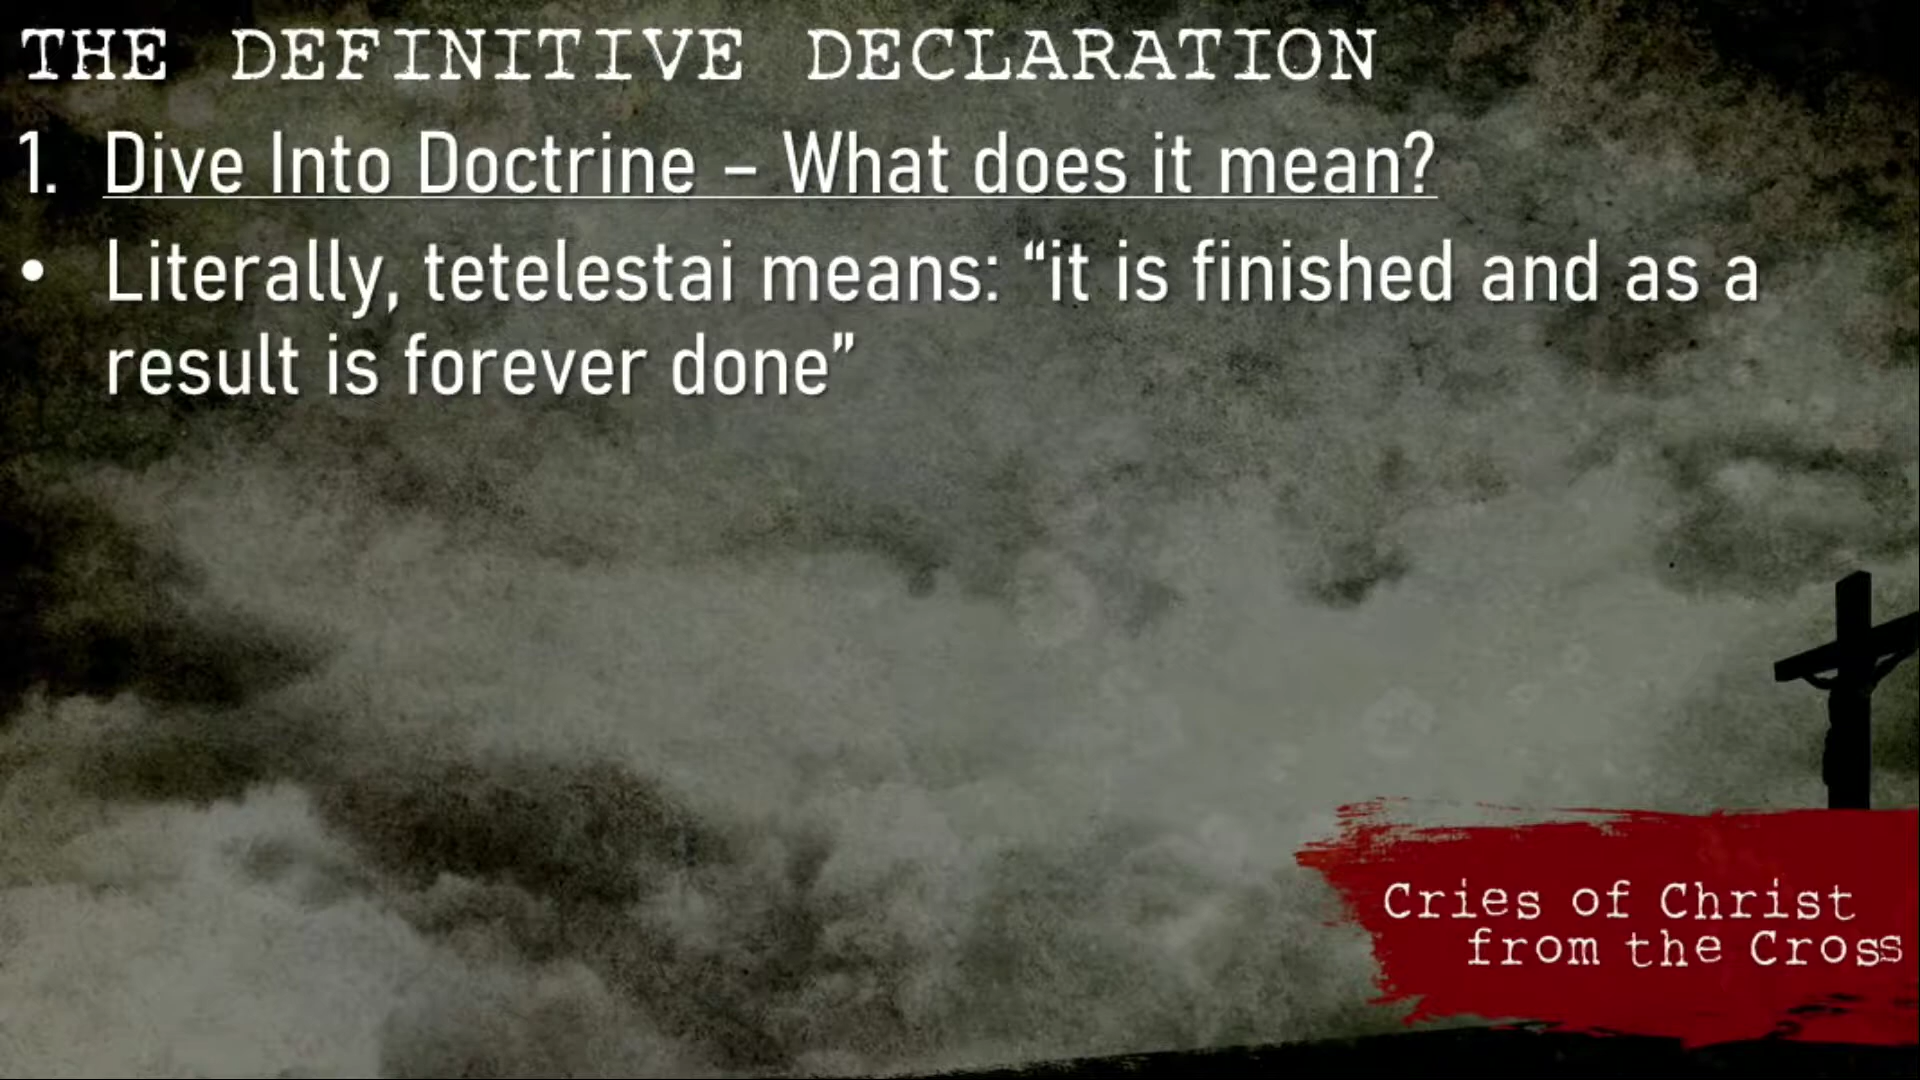 THE DEFINITIVE DECLARATION
1. Dive Into Doctrine – What does it mean?
• Literally, tetelestai means: “it is finished and as a
result is forever done”
Cries of Christ
from the Cross